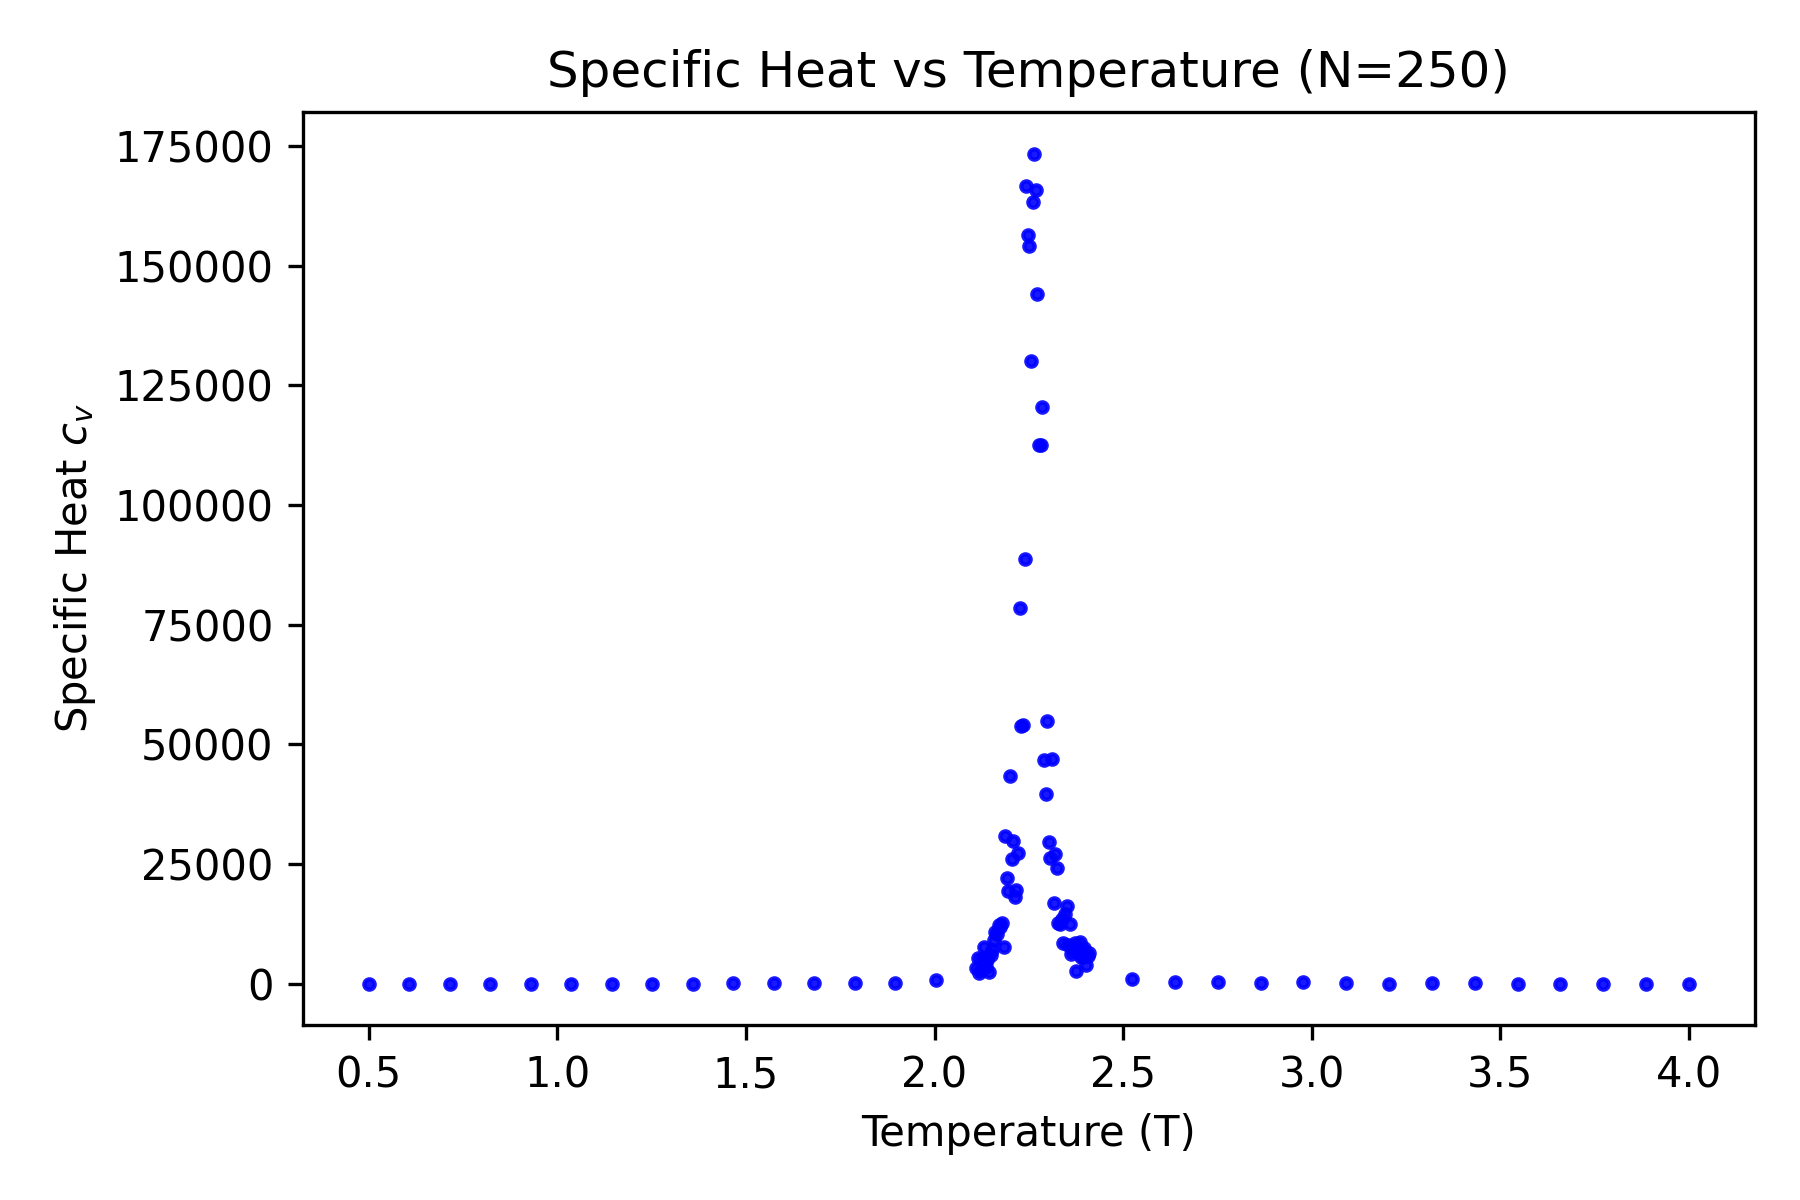 Specific Heat vs Temperature (N=250)
175000
150000
125000
100000
75000
50000
25000
0
Specific Heat cᵥ
0.5 1.0 1.5 2.0 2.5 3.0 3.5 4.0
Temperature (T)